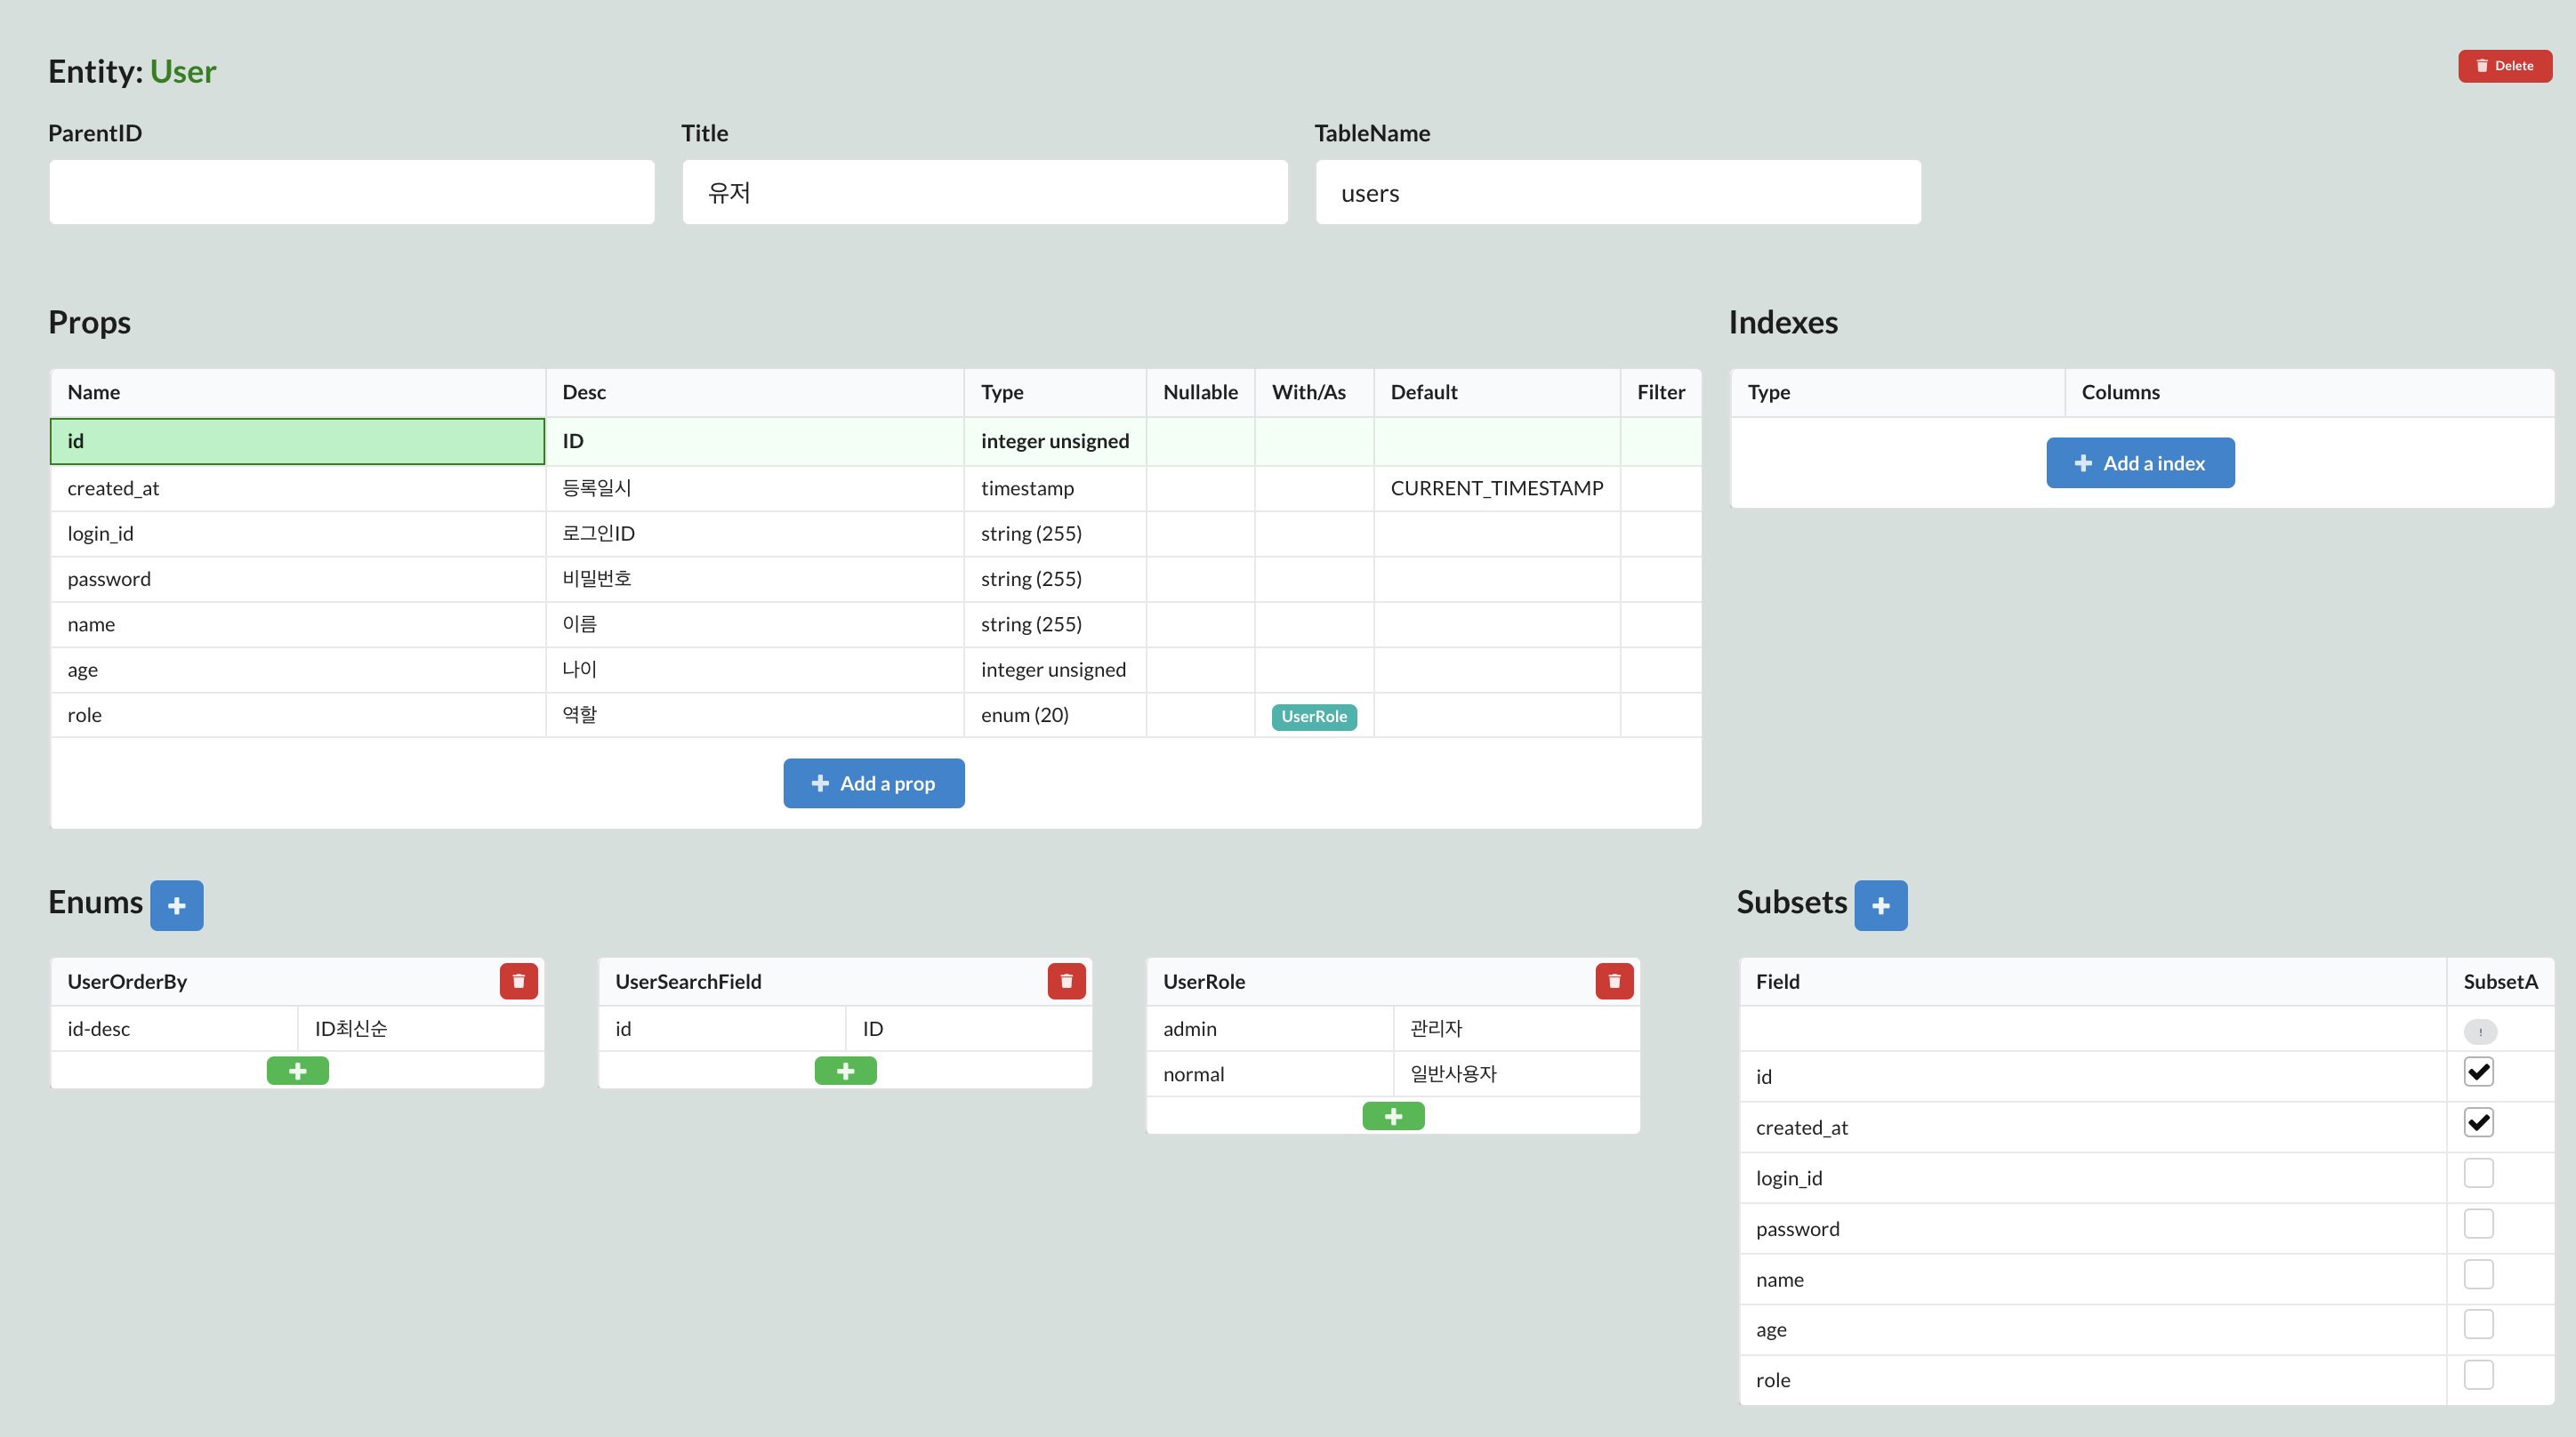 Entity: User
Delete
ParentID Title TableName
유저 users
Props
Name Desc Type Nullable With/As Default Filter
id ID integer unsigned
created_at 등록일시 timestamp CURRENT_TIMESTAMP
login_id 로그인ID string (255)
password 비밀번호 string (255)
name 이름 string (255)
age 나이 integer unsigned
role 역할 enum (20) UserRole
Add a prop
Indexes
Type Columns
Add a index
Enums
UserOrderBy
id-desc ID최신순
UserSearchField
id ID
UserRole
admin 관리자
normal 일반사용자
Subsets
Field SubsetA
!
id
created_at
login_id
password
name
age
role